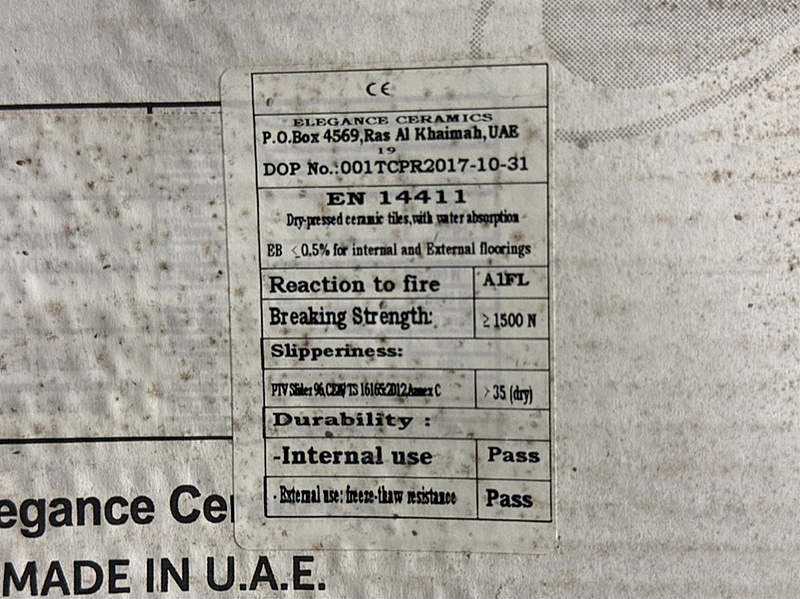 CE
ELEGANCE CERAMICS
P.O.Box 4569,Ras Al Khaimah,UAE
19
DOP No.:001TCPR2017-10-31
EN 14411
Dry-pressed ceramic tiles,with water absorption
EB ≤0.5% for internal and External floorings
Reaction to fire A1FL
Breaking Strength: ≥1500 N
Slipperiness:
PTV Slider 96,CEN/TS 16165:2012,Annex C >35 (dry)
Durability :
-Internal use Pass
- External use: freeze-thaw resistance Pass
egance Ce
MADE IN U.A.E.